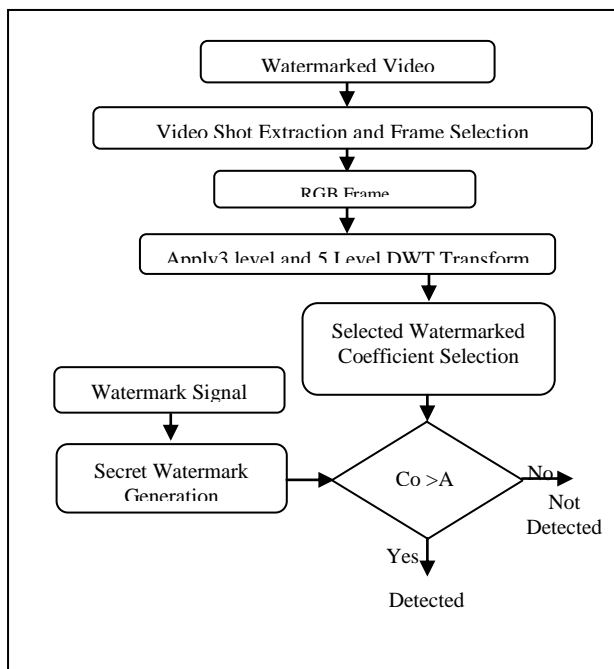 Watermarked Video
Video Shot Extraction and Frame Selection
RGB Frame
Apply3 level and 5 Level DWT Transform
Selected Watermarked
Coefficient Selection
Watermark Signal
Secret Watermark
Generation
Co >A
No
Not
Detected
Yes
Detected